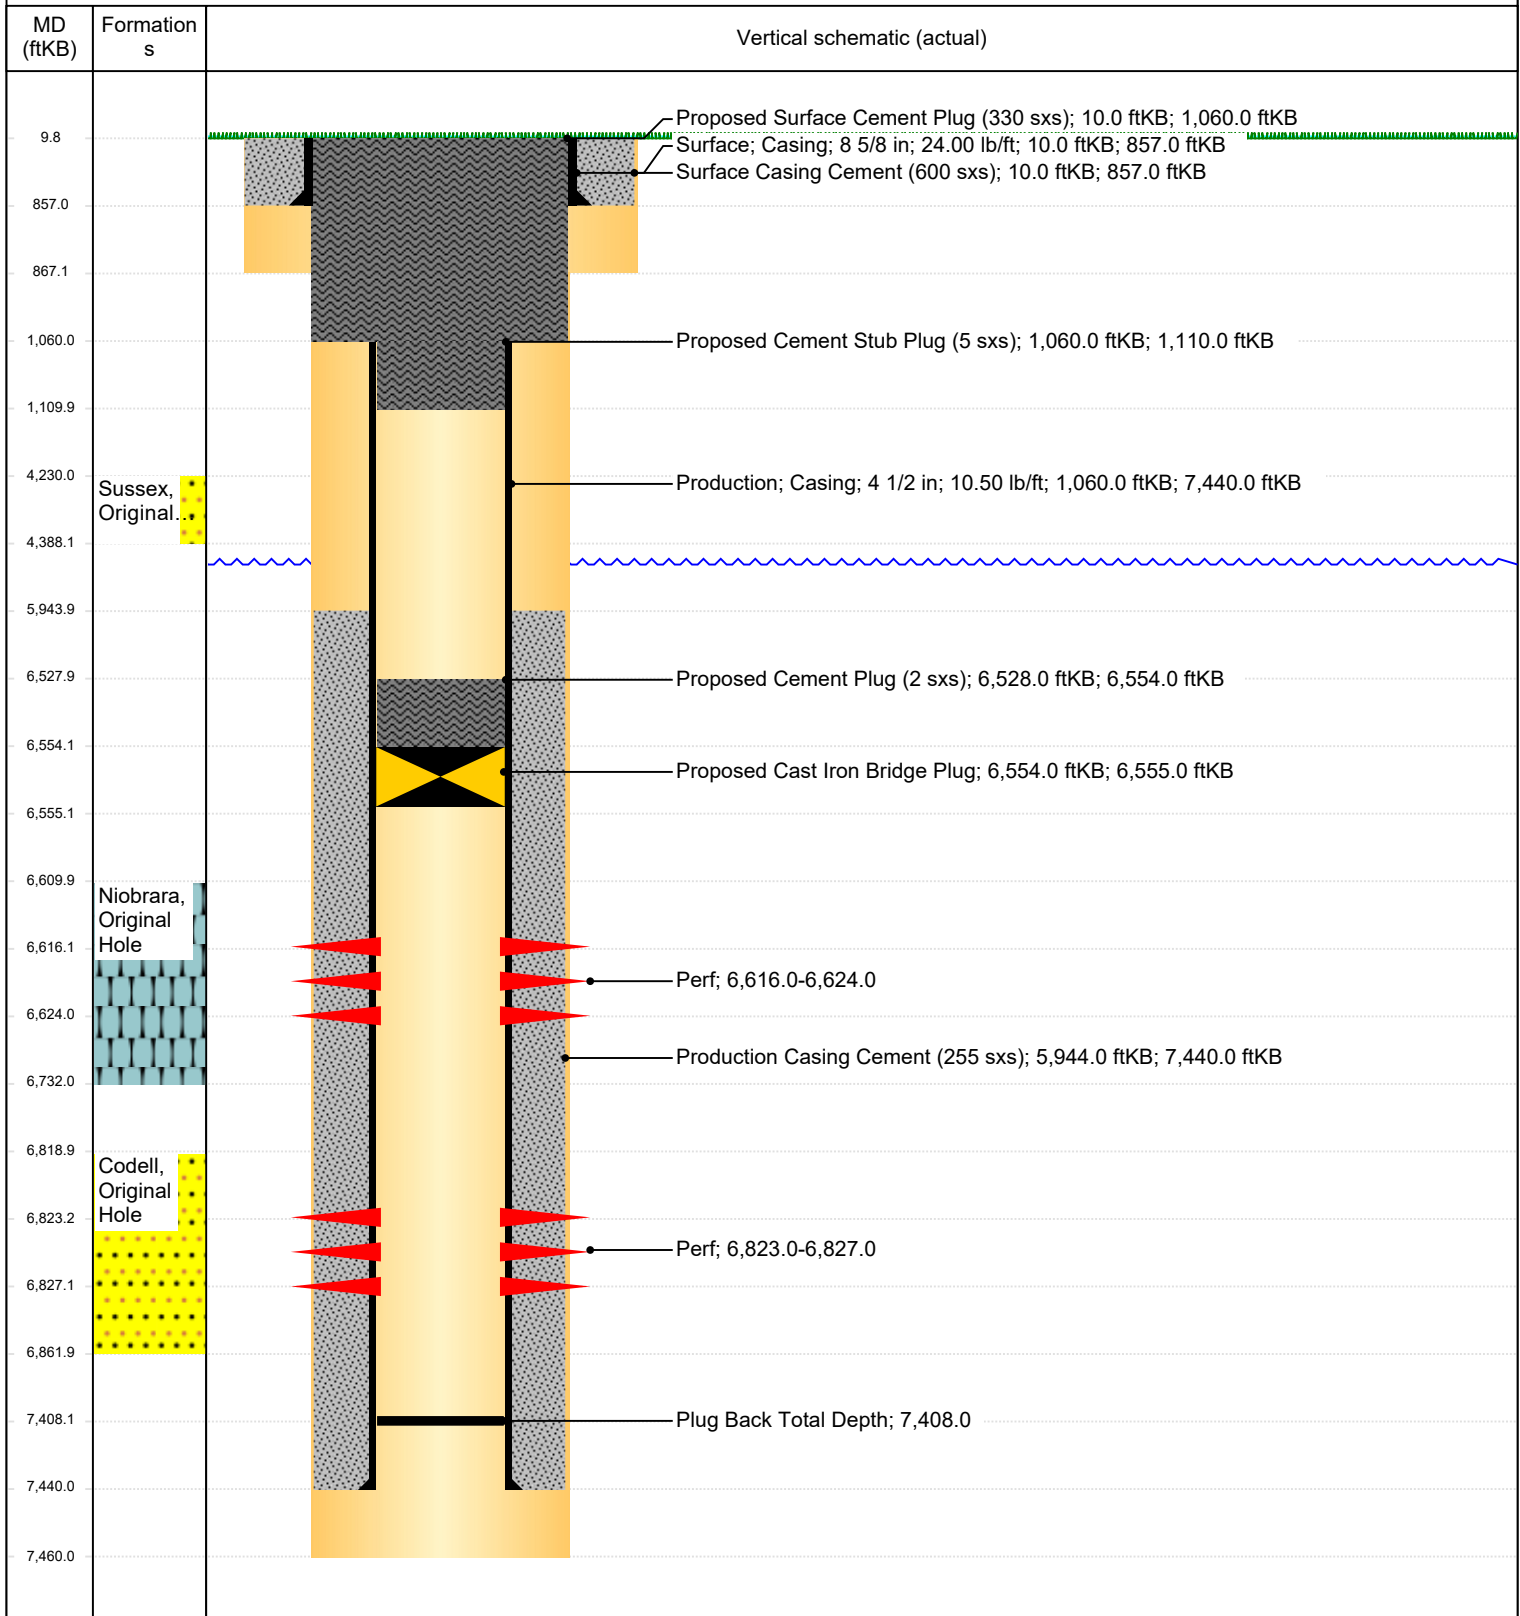 MD
(ftKB)
Formation
s
Vertical schematic (actual)
9.8
Proposed Surface Cement Plug (330 sxs); 10.0 ftKB; 1,060.0 ftKB
Surface; Casing; 8 5/8 in; 24.00 lb/ft; 10.0 ftKB; 857.0 ftKB
Surface Casing Cement (600 sxs); 10.0 ftKB; 857.0 ftKB
857.0
867.1
1,060.0
Proposed Cement Stub Plug (5 sxs); 1,060.0 ftKB; 1,110.0 ftKB
1,109.9
4,230.0
Sussex,
Original...
Production; Casing; 4 1/2 in; 10.50 lb/ft; 1,060.0 ftKB; 7,440.0 ftKB
4,388.1
5,943.9
6,527.9
Proposed Cement Plug (2 sxs); 6,528.0 ftKB; 6,554.0 ftKB
6,554.1
Proposed Cast Iron Bridge Plug; 6,554.0 ftKB; 6,555.0 ftKB
6,555.1
6,609.9
Niobrara,
Original
Hole
6,616.1
Perf; 6,616.0-6,624.0
6,624.0
Production Casing Cement (255 sxs); 5,944.0 ftKB; 7,440.0 ftKB
6,732.0
6,818.9
Codell,
Original
Hole
6,823.2
Perf; 6,823.0-6,827.0
6,827.1
6,861.9
7,408.1
Plug Back Total Depth; 7,408.0
7,440.0
7,460.0